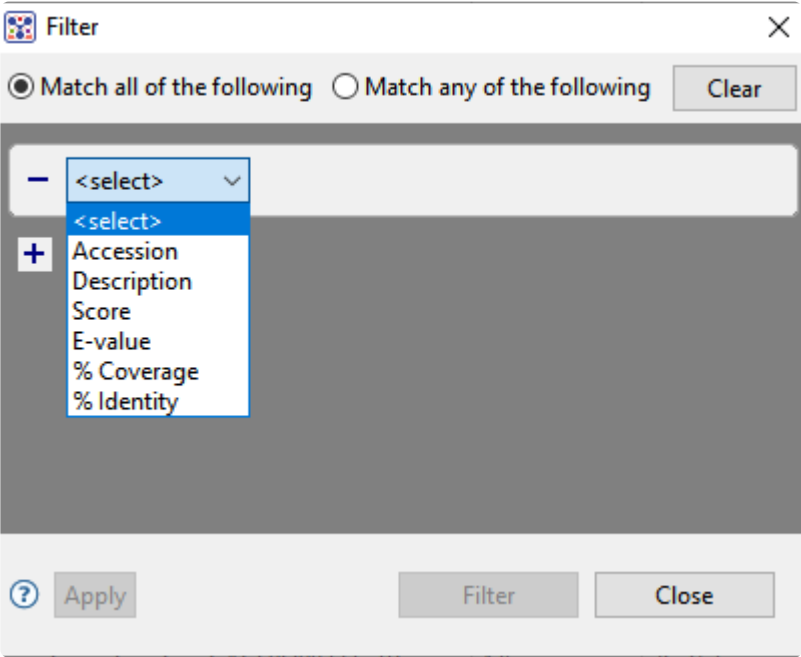 Filter
Match all of the following Match any of the following Clear
<select>
<select>
Accession
Description
Score
E-value
% Coverage
% Identity
? Apply Filter Close